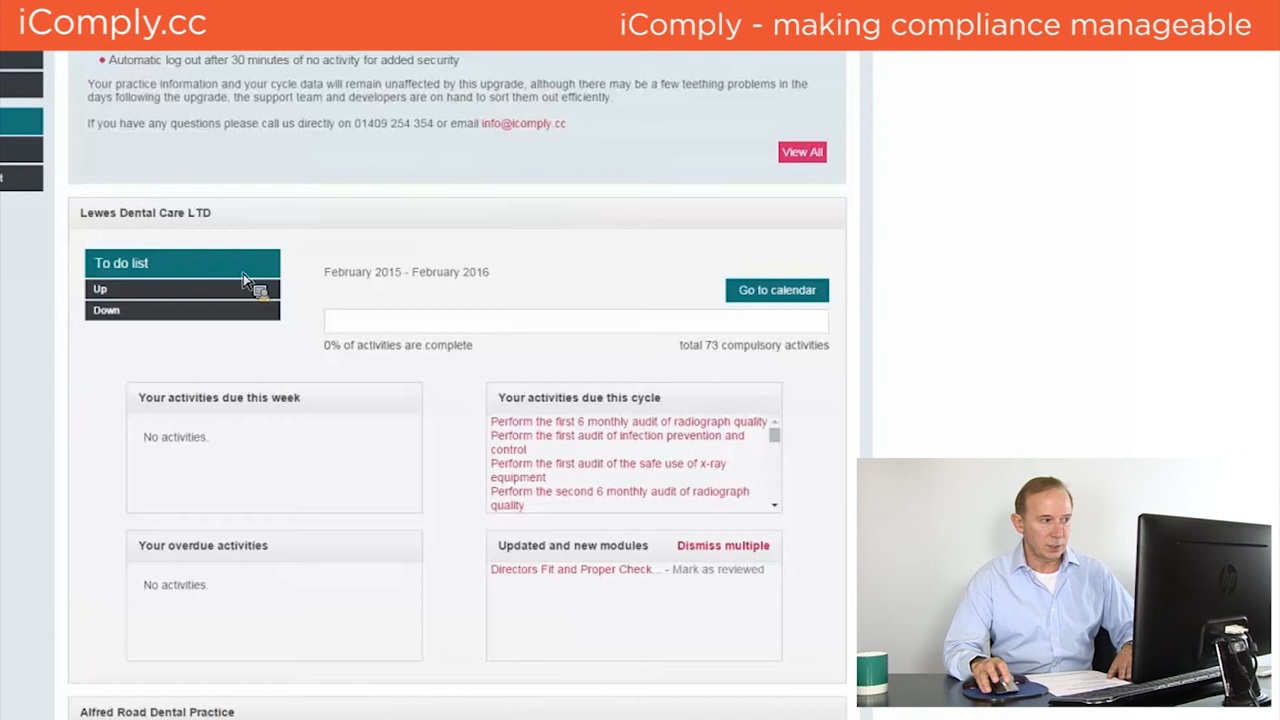 iComply.cc
iComply - making compliance manageable
Automatic log out after 30 minutes of no activity for added security
Your practice information and your cycle data will remain unaffected by this upgrade, although there may be a few teething problems in
days following the upgrade, the support team and developers are on hand to sort them out efficiently.
If you have any questions please call us directly on 01409 254 354 or email info@icomply.cc
View All
t
Lewes Dental Care LTD
To do list
Up
Down
February 2015 - February 2016
Go to calendar
0% of activities are complete
total 73 compulsory activities
Your activities due this week
No activities.
Your activities due this cycle
Perform the first 6 monthly audit of radiograph quality
Perform the first audit of infection prevention and
control
Perform the first audit of the safe use of x-ray
equipment
Perform the second 6 monthly audit of radiograph
quality
Your overdue activities
No activities.
Updated and new modules
Dismiss multiple
Directors Fit and Proper Check... - Mark as reviewed
Alfred Road Dental Practice
hp